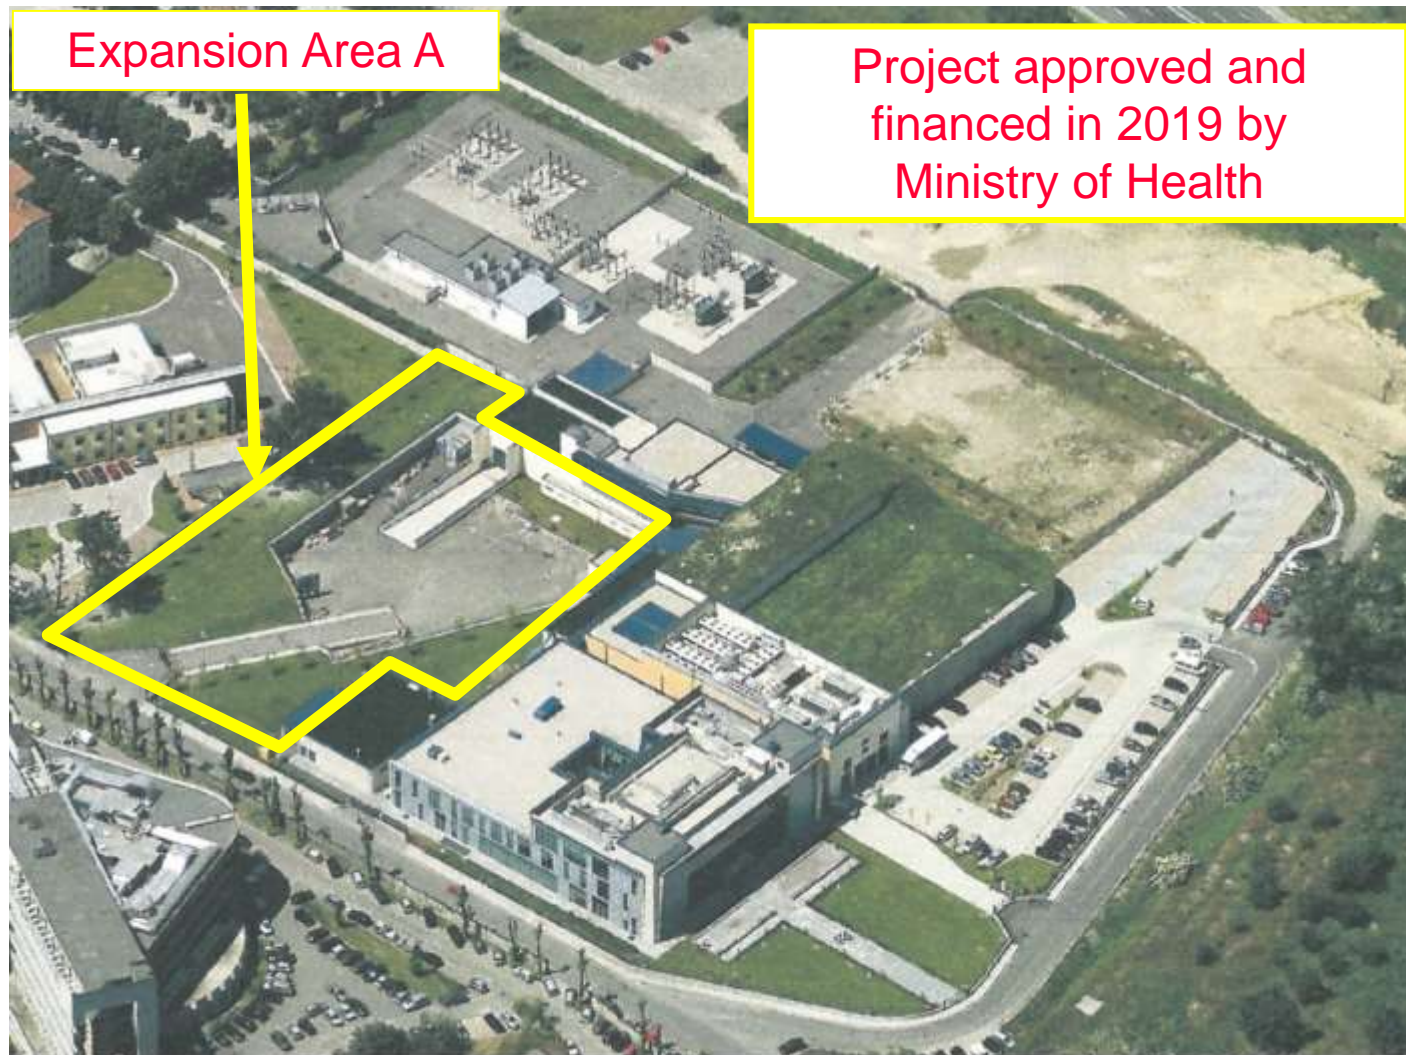 Expansion Area A
Project approved and
financed in 2019 by
Ministry of Health